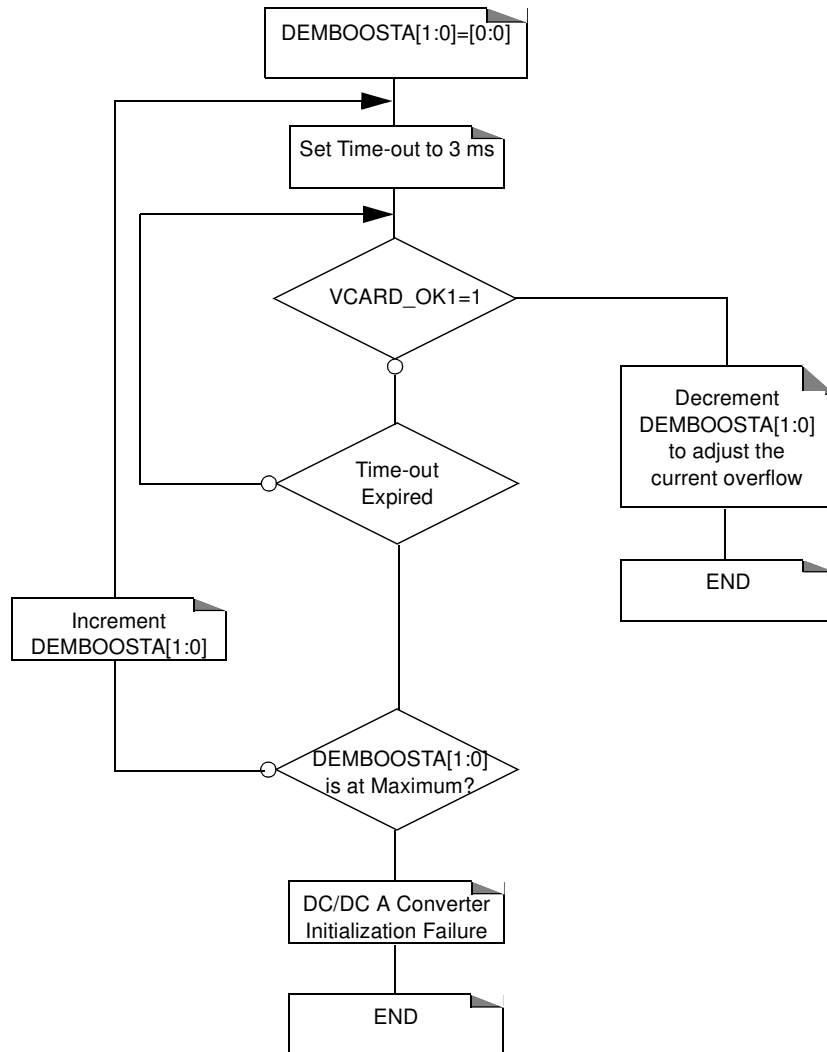 DEMBOOSTA[1:0]=[0:0]
Set Time-out to 3 ms
VCARD_OK1=1
Decrement
DEMBOOSTA[1:0]
to adjust the
current overflow
Time-out
Expired
END
Increment
DEMBOOSTA[1:0]
DEMBOOSTA[1:0]
is at Maximum?
DC/DC A Converter
Initialization Failure
END